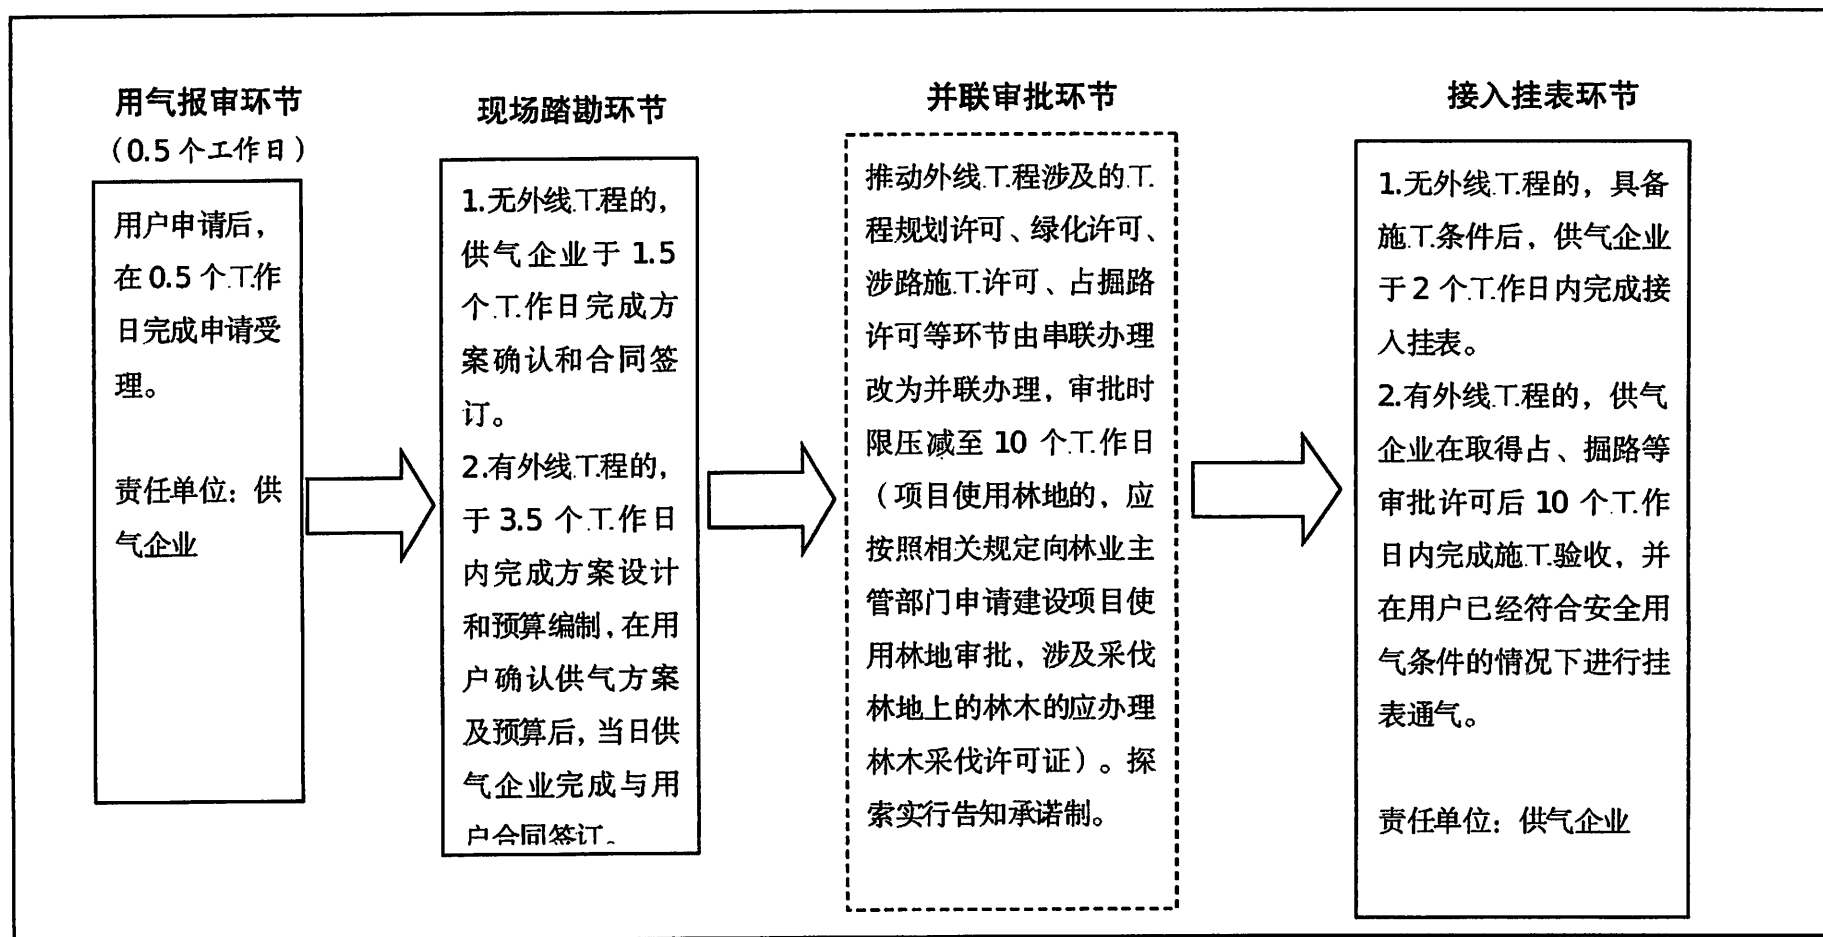 用气报审环节
（0.5 个工作日）
用户申请后，
在 0.5 个工作
日完成申请受
理。
责任单位：供
气企业
现场踏勘环节
1.无外线工程的，
供气企业于 1.5
个工作日完成方
案确认和合同签
订。
2.有外线工程的，
于 3.5 个工作日
内完成方案设计
和预算编制，在用
户确认供气方案
及预算后，当日供
气企业完成与用
户合同签订。
并联审批环节
推动外线工程涉及的工
程规划许可、绿化许可、
涉路施工许可、占掘路
许可等环节由串联办理
改为并联办理，审批时
限压减至 10 个工作日
（项目使用林地的，应
按照相关规定向林业主
管部门申请建设项目使
用林地审批，涉及采伐
林地上的林木的应办理
林木采伐许可证）。探
索实行告知承诺制。
接入挂表环节
1.无外线工程的，具备
施工条件后，供气企业
于 2 个工作日内完成接
入挂表。
2.有外线工程的，供气
企业在取得占、掘路等
审批许可后 10 个工作
日内完成施工验收，并
在用户已经符合安全用
气条件的情况下进行挂
表通气。
责任单位：供气企业